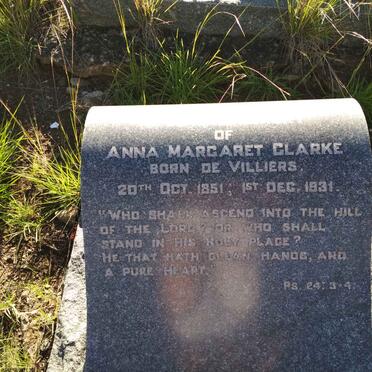 OF
ANNA MARGARET CLARKE
BORN DE VILLIERS.
20TH OCT. 1851: 1ST DEC. 1931.
"WHO SHALL ASCEND INTO THE HILL
OF THE LORD? OR WHO SHALL
STAND IN HIS HOLY PLACE?
HE THAT HATH CLEAN HANDS, AND
A PURE HEART."
PS. 24: 3-4.